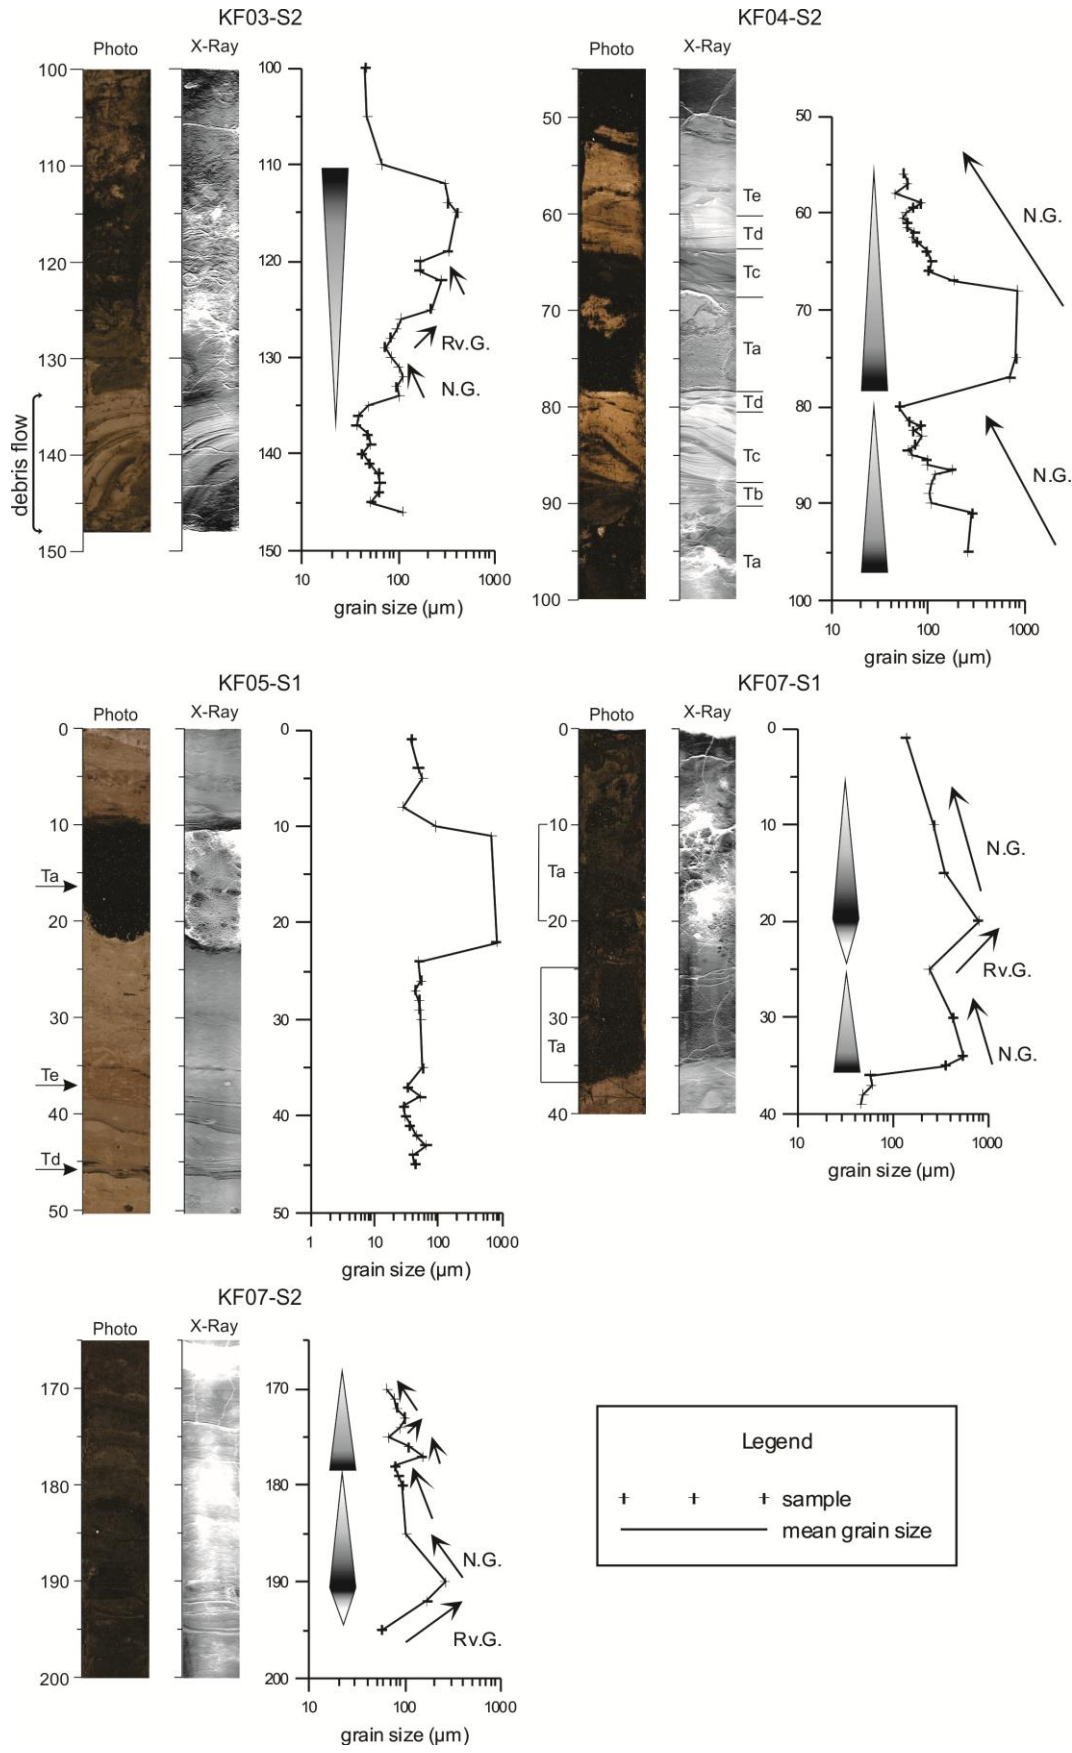 KF03-S2
Photo
X-Ray
100
110
120
130
140
150
debris flow
100
110
120
130
140
150
Rv.G.
N.G.
10
100
1000
grain size (µm)
KF04-S2
Photo
X-Ray
50
60
70
80
90
100
Te
Td
Tc
Ta
Td
Tc
Tb
Ta
50
60
70
80
90
100
N.G.
N.G.
10
100
1000
grain size (µm)
KF05-S1
Photo
X-Ray
0
10
Ta
20
30
Te
40
Td
50
0
10
20
30
40
50
1
10
100
1000
grain size (µm)
KF07-S1
Photo
X-Ray
0
10
Ta
20
30
Ta
40
0
10
20
30
40
N.G.
Rv.G.
N.G.
10
100
1000
grain size (µm)
KF07-S2
Photo
X-Ray
170
180
190
200
170
180
190
200
N.G.
Rv.G.
10
100
1000
grain size (µm)
Legend
sample
mean grain size